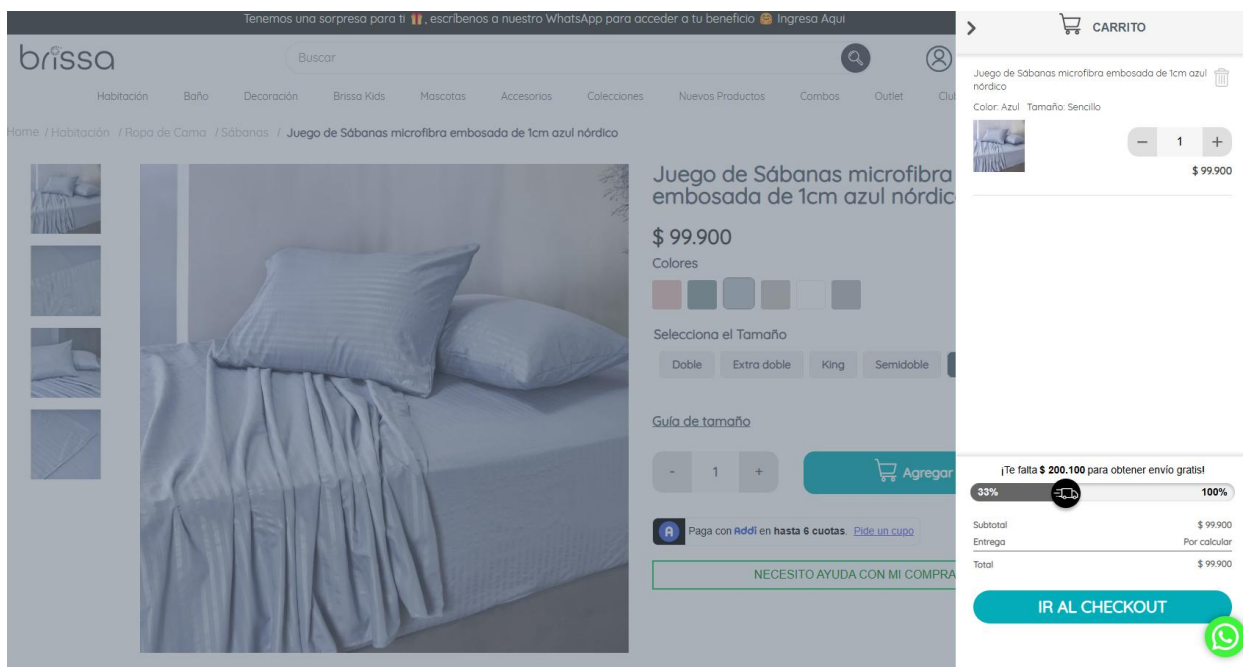 Tenemos una sorpresa para ti 🎁, escríbenos a nuestro WhatsApp para acceder a tu beneficio 🤗 Ingresa Aqui
brissa
Buscar
Habitación Baño Decoración Brissa Kids Mascotas Accesorios Colecciones Nuevos Productos Combos Outlet Clu
Home / Habitación / Ropa de Cama / Sábanas / Juego de Sábanas microfibra embosada de 1cm azul nórdico
Juego de Sábanas microfibra
embosada de 1cm azul nórdic
$ 99.900
Colores
Selecciona el Tamaño
Doble Extra doble King Semidoble
Guía de tamaño
- 1 +
Agregar
A Paga con Addi en hasta 6 cuotas. Pide un cupo
NECESITO AYUDA CON MI COMPRA
CARRITO
Juego de Sábanas microfibra embosada de 1cm azul
nórdico
Color: Azul Tamaño: Sencillo
− 1 +
$ 99.900
¡Te falta $ 200.100 para obtener envío gratis!
33% 100%
Subtotal $ 99.900
Entrega Por calcular
Total $ 99.900
IR AL CHECKOUT